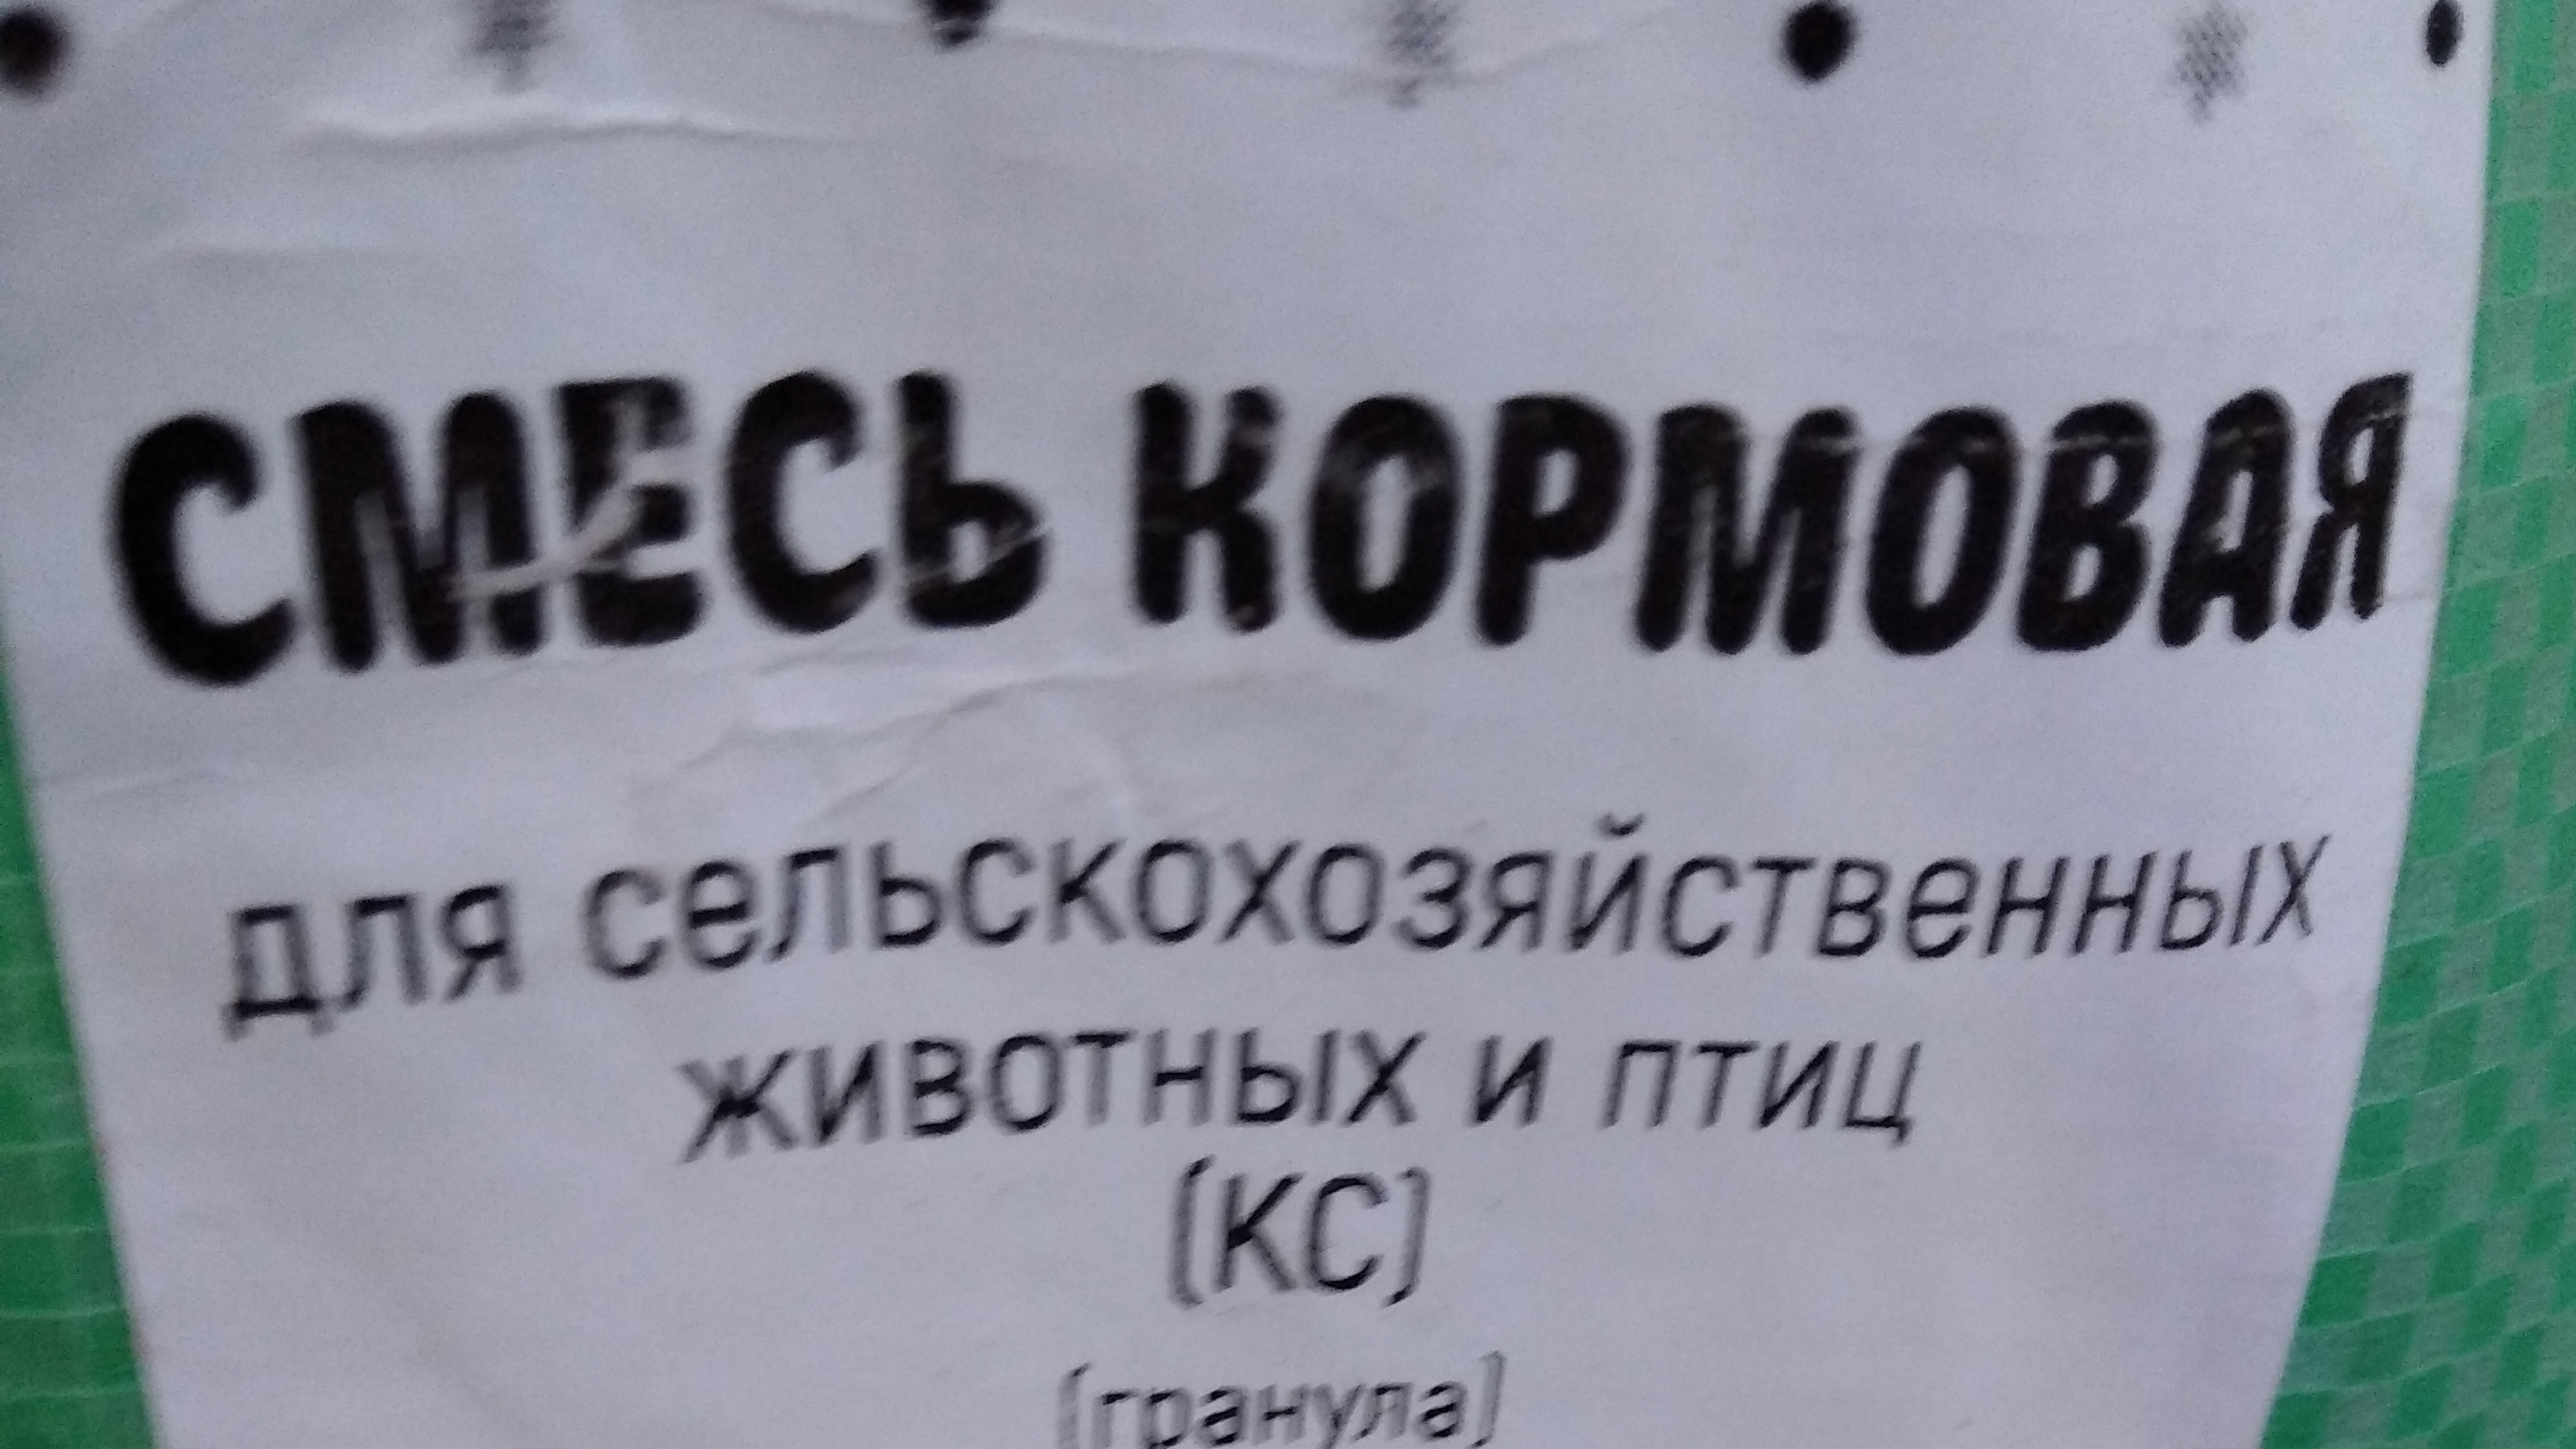 СМЕСЬ КОРМОВАЯ
для сельскохозяйственных
животных и птиц
(КС)
(гранула)